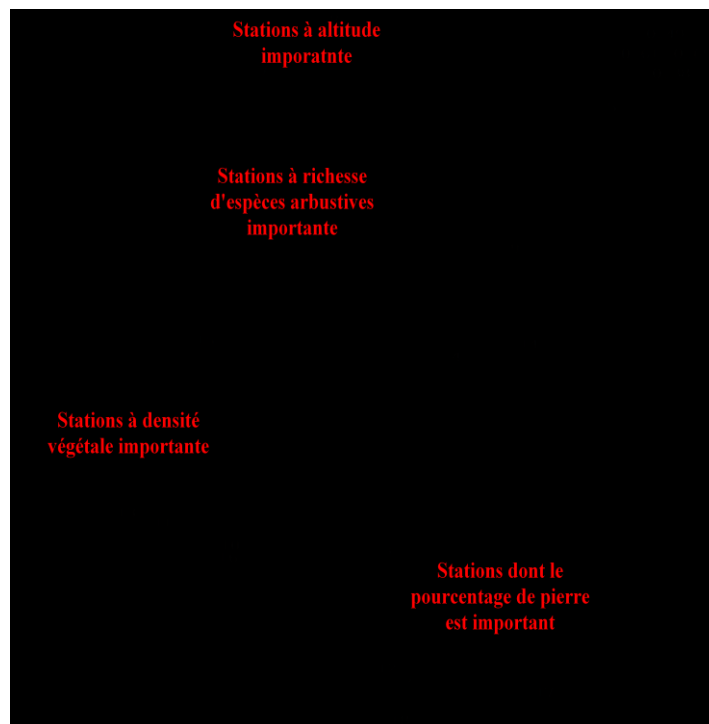 Stations à altitude
imporatnte
Stations à richesse
d'espèces arbustives
importante
Stations à densité
végétale importante
Stations dont le
pourcentage de pierre
est important